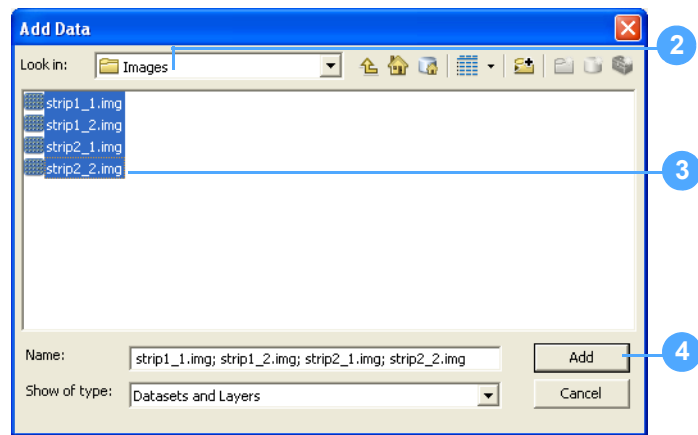 Add Data
2
Look in: Images
strip1_1.img
strip1_2.img
strip2_1.img
strip2_2.img
3
Name: strip1_1.img; strip1_2.img; strip2_1.img; strip2_2.img Add
4
Show of type: Datasets and Layers Cancel